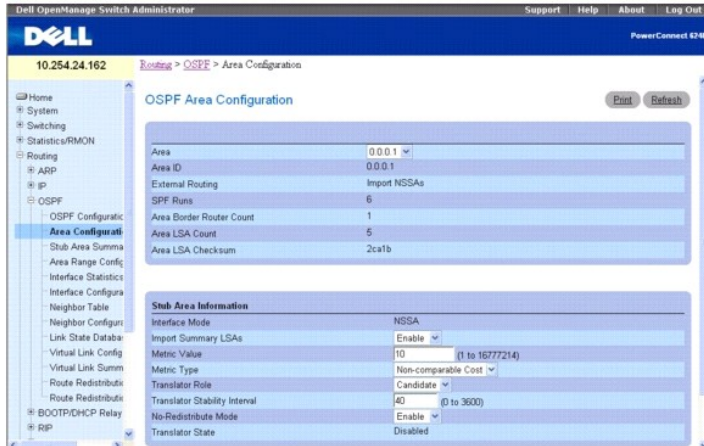 Dell OpenManage Switch Administrator
Support Help About Log Out
DELL
PowerConnect
10.254.24.162
Routing > OSPF > Area Configuration
Home
System
Switching
Statistics/RMON
Routing
ARP
IP
OSPF
OSPF Configuratic
Area Configurati
Stub Area Summa
Area Range Config
Interface Statistics
Interface Configura
Neighbor Table
Neighbor Configura
Link State Databas
Virtual Link Config
Virtual Link Summ
Route Redistributic
Route Redistributic
BOOTP/DHCP Relay
RIP
OSPF Area Configuration
Print Refresh
Area 0.0.0.1
Area ID 0.0.0.1
External Routing Import NSSAs
SPF Runs 6
Area Border Router Count 1
Area LSA Count 5
Area LSA Checksum 2ca1b
Stub Area Information
Interface Mode NSSA
Import Summary LSAs Enable
Metric Value 10 (1 to 16777214)
Metric Type Non-comparable Cost
Translator Role Candidate
Translator Stability Interval 40 (0 to 3600)
No-Redistribute Mode Enable
Translator State Disabled